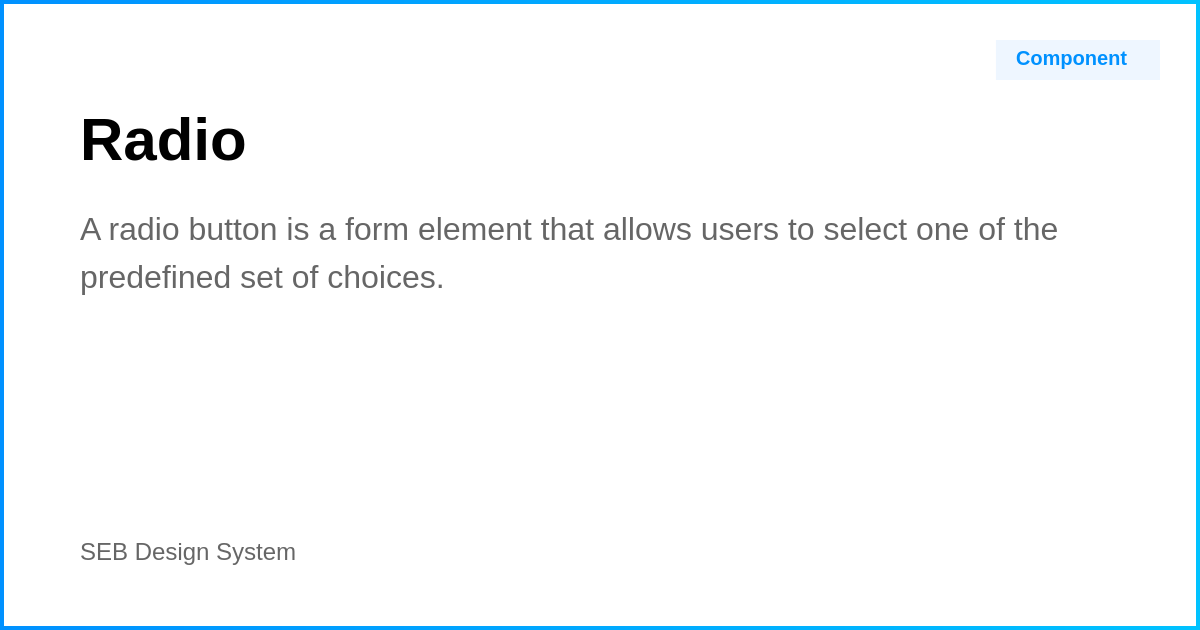 Component
Radio
A radio button is a form element that allows users to select one of the
predefined set of choices.
SEB Design System